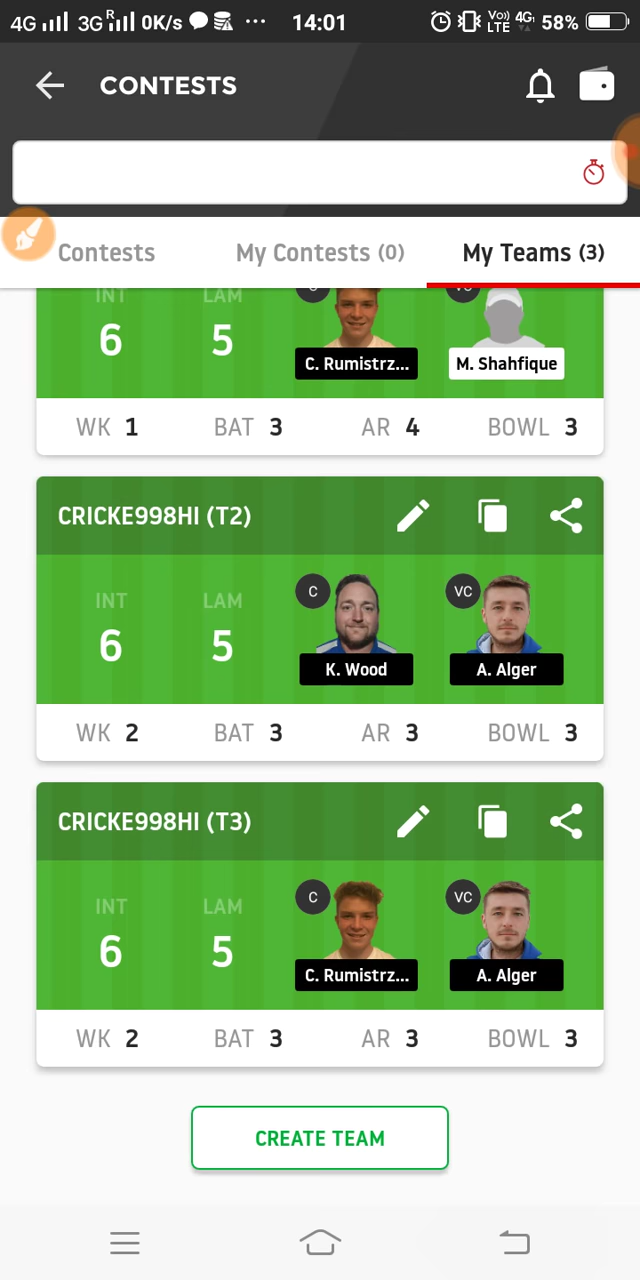 4G 3G R 0K/s ... 14:01 Vo) LTE 4G 58%
CONTESTS
Contests My Contests (0) My Teams (3)
INT LAM C VC
6 5
C. Rumistrz... M. Shahfique
WK 1 BAT 3 AR 4 BOWL 3
CRICKE998HI (T2)
INT LAM C VC
6 5
K. Wood A. Alger
WK 2 BAT 3 AR 3 BOWL 3
CRICKE998HI (T3)
INT LAM C VC
6 5
C. Rumistrz... A. Alger
WK 2 BAT 3 AR 3 BOWL 3
CREATE TEAM